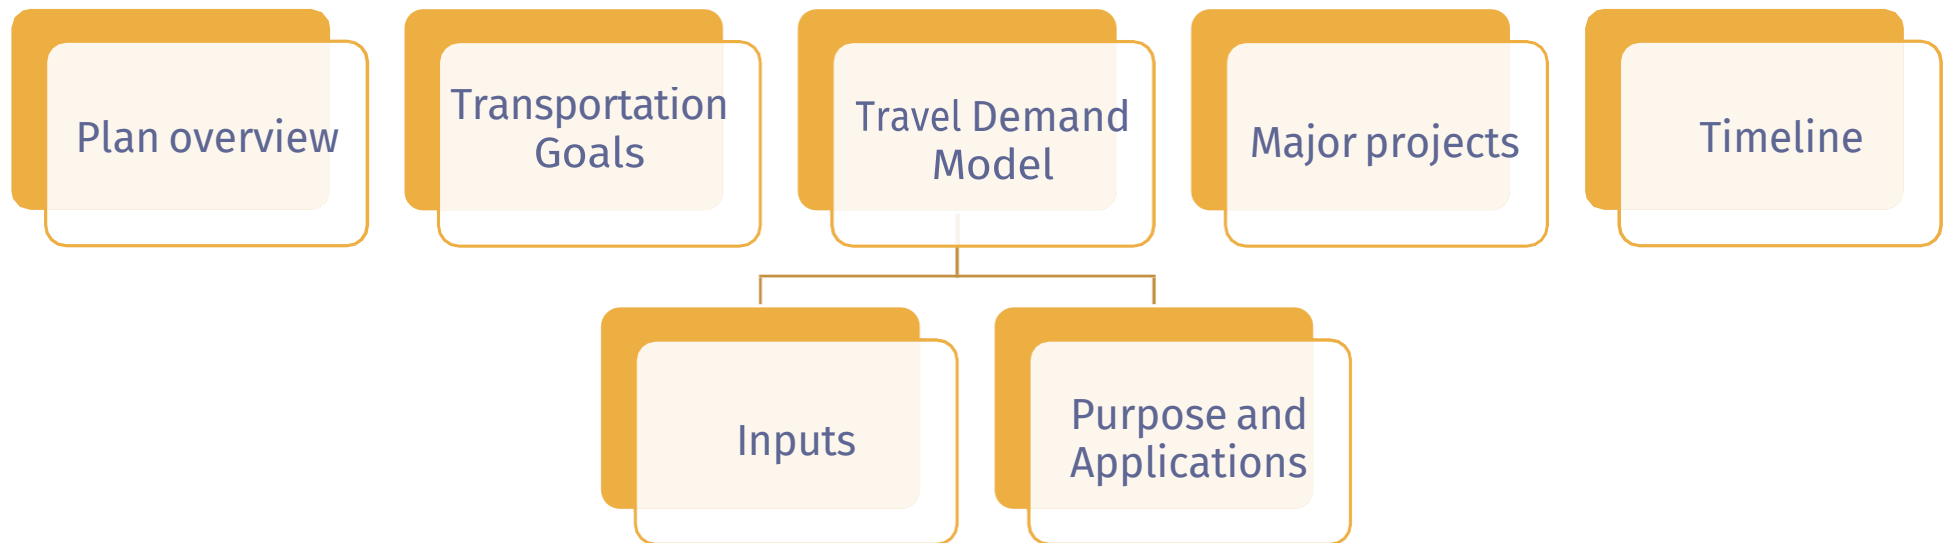 Plan overview
Transportation
Goals
Travel Demand
Model
Major projects
Timeline
Inputs
Purpose and
Applications